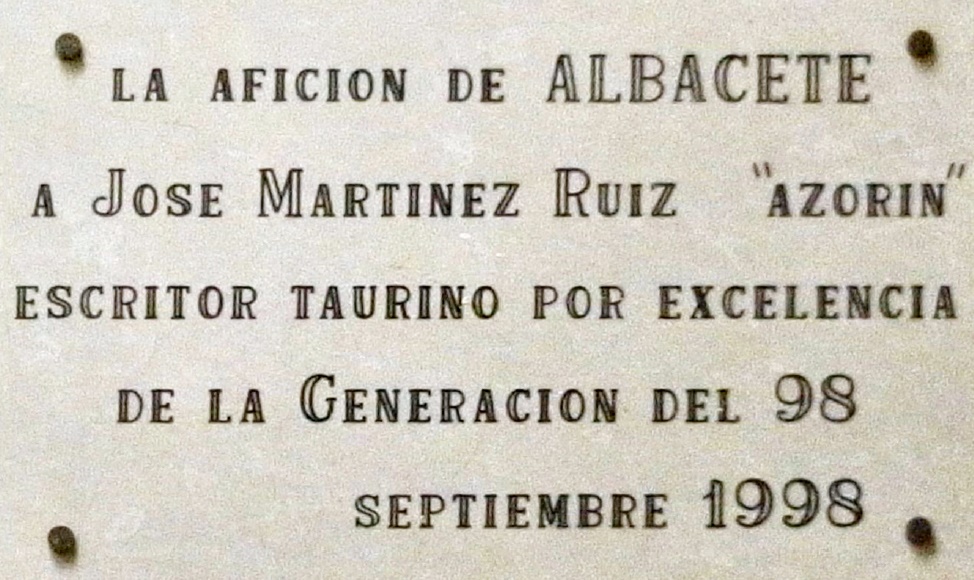 LA AFICION DE ALBACETE
A JOSE MARTINEZ RUIZ "AZORIN"
ESCRITOR TAURINO POR EXCELENCIA
DE LA GENERACION DEL 98
SEPTIEMBRE 1998